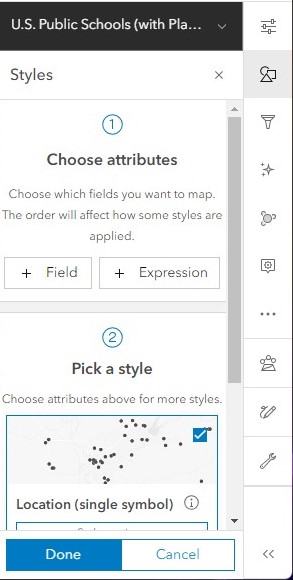 U.S. Public Schools (with Pla...
Styles
1
Choose attributes
Choose which fields you want to map.
The order will affect how some styles are
applied.
+ Field
+ Expression
2
Pick a style
Choose attributes above for more styles.
Location (single symbol)
Done
Cancel